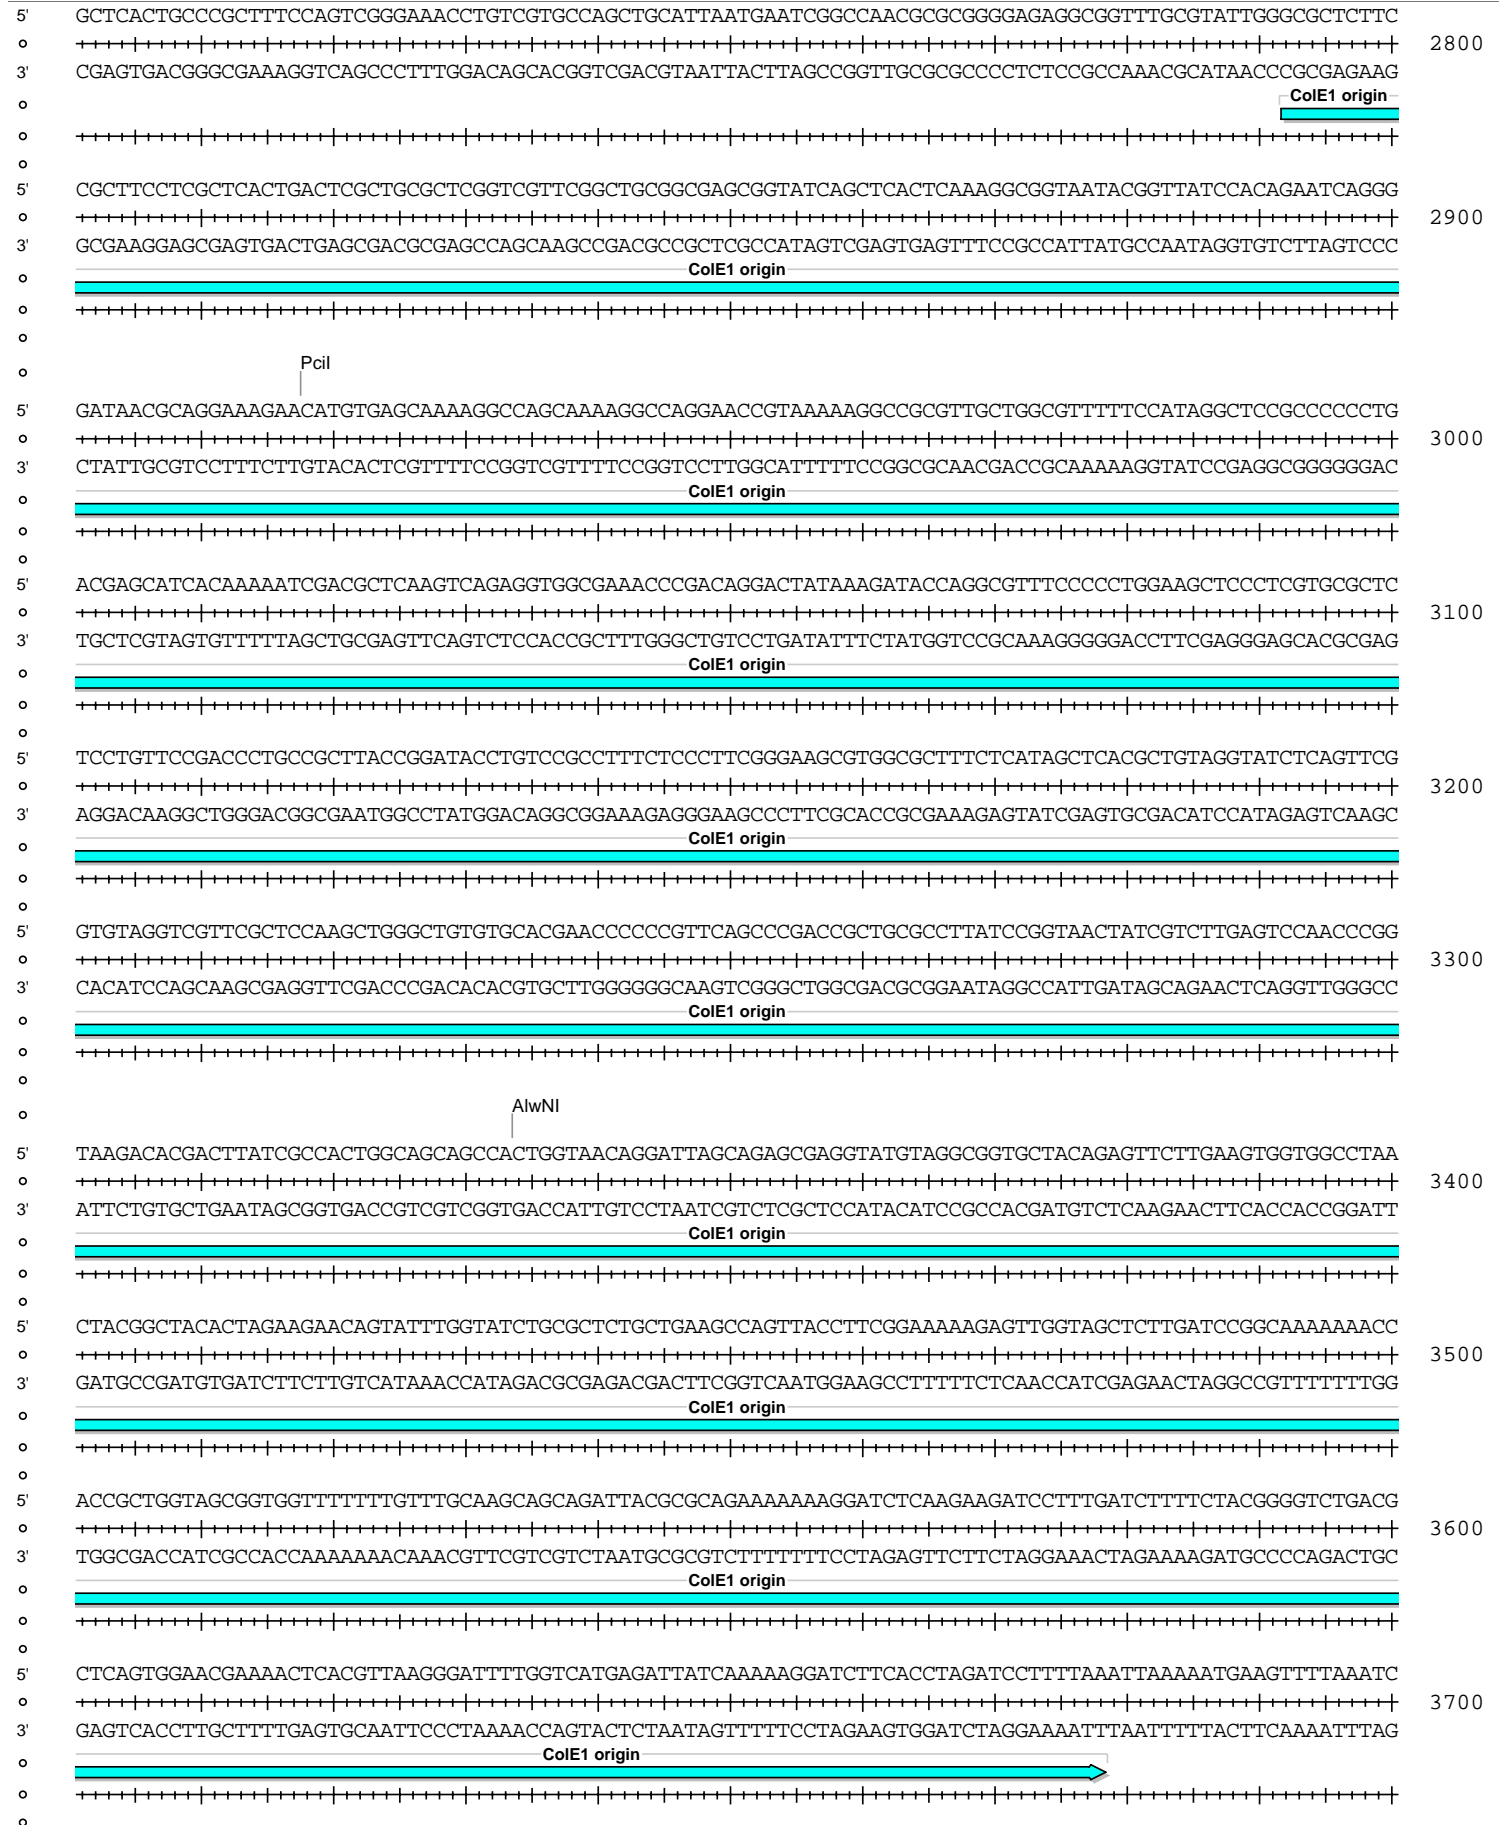 5' GCTCACTGCCCGCTTTCCAGTCGGGAAACCTGTCGTGCCAGCTGCATTAATGAATCGGCCAACGCGCGGGGAGAGGCGGTTTGCGTATTGGGCGCTCTTC
2800
3' CGAGTGACGGGCGAAAGGTCAGCCCTTTGGACAGCACGGTCGACGTAATTACTTAGCCGGTTGCGCGCCCCTCTCCGCCAAACGCATAACCCGCGAGAAG
ColE1 origin
5' CGCTTCCTCGCTCACTGACTCGCTGCGCTCGGTCGTTCGGCTGCGGCGAGCGGTATCAGCTCACTCAAAGGCGGTAATACGGTTATCCACAGAATCAGGG
2900
3' GCGAAGGAGCGAGTGACTGAGCGACGCGAGCCAGCAAGCCGACGCCGCTCGCCATAGTCGAGTGAGTTTCCGCCATTATGCCAATAGGTGTCTTAGTCCC
ColE1 origin
PciI
5' GATAACGCAGGAAAGAACATGTGAGCAAAAGGCCAGCAAAAGGCCAGGAACCGTAAAAAGGCCGCGTTGCTGGCGTTTTTCCATAGGCTCCGCCCCCCTG
3000
3' CTATTGCGTCCTTTCTTGTACACTCGTTTTCCGGTCGTTTTCCGGTCCTTGGCATTTTTCCGGCGCAACGACCGCAAAAAGGTATCCGAGGCGGGGGGAC
ColE1 origin
5' ACGAGCATCACAAAAATCGACGCTCAAGTCAGAGGTGGCGAAACCCGACAGGACTATAAAGATACCAGGCGTTTCCCCCTGGAAGCTCCCTCGTGCGCTC
3100
3' TGCTCGTAGTGTTTTTAGCTGCGAGTTCAGTCTCCACCGCTTTGGGCTGTCCTGATATTTCTATGGTCCGCAAAGGGGGACCTTCGAGGGAGCACGCGAG
ColE1 origin
5' TCCTGTTCCGACCCTGCCGCTTACCGGATACCTGTCCGCCTTTCTCCCTTCGGGAAGCGTGGCGCTTTCTCATAGCTCACGCTGTAGGTATCTCAGTTCG
3200
3' AGGACAAGGCTGGGACGGCGAATGGCCTATGGACAGGCGGAAAGAGGGAAGCCCTTCGCACCGCGAAAGAGTATCGAGTGCGACATCCATAGAGTCAAGC
ColE1 origin
5' GTGTAGGTCGTTCGCTCCAAGCTGGGCTGTGTGCACGAACCCCCCGTTCAGCCCGACCGCTGCGCCTTATCCGGTAACTATCGTCTTGAGTCCAACCCGG
3300
3' CACATCCAGCAAGCGAGGTTCGACCCGACACACGTGCTTGGGGGGCAAGTCGGGCTGGCGACGCGGAATAGGCCATTGATAGCAGAACTCAGGTTGGGCC
ColE1 origin
AlwNI
5' TAAGACACGACTTATCGCCACTGGCAGCAGCCACTGGTAACAGGATTAGCAGAGCGAGGTATGTAGGCGGTGCTACAGAGTTCTTGAAGTGGTGGCCTAA
3400
3' ATTCTGTGCTGAATAGCGGTGACCGTCGTCGGTGACCATTGTCCTAATCGTCTCGCTCCATACATCCGCCACGATGTCTCAAGAACTTCACCACCGGATT
ColE1 origin
5' CTACGGCTACACTAGAAGAACAGTATTTGGTATCTGCGCTCTGCTGAAGCCAGTTACCTTCGGAAAAAGAGTTGGTAGCTCTTGATCCGGCAAAAAAACC
3500
3' GATGCCGATGTGATCTTCTTGTCATAAACCATAGACGCGAGACGACTTCGGTCAATGGAAGCCTTTTTCTCAACCATCGAGAACTAGGCCGTTTTTTTGG
ColE1 origin
5' ACCGCTGGTAGCGGTGGTTTTTTTGTTTGCAAGCAGCAGATTACGCGCAGAAAAAAAGGATCTCAAGAAGATCCTTTGATCTTTTCTACGGGGTCTGACG
3600
3' TGGCGACCATCGCCACCAAAAAAACAAACGTTCGTCGTCTAATGCGCGTCTTTTTTTCCTAGAGTTCTTCTAGGAAACTAGAAAAGATGCCCCAGACTGC
ColE1 origin
5' CTCAGTGGAACGAAAACTCACGTTAAGGGATTTTGGTCATGAGATTATCAAAAAGGATCTTCACCTAGATCCTTTTAAATTAAAAATGAAGTTTTAAATC
3700
3' GAGTCACCTTGCTTTTGAGTGCAATTCCCTAAAACCAGTACTCTAATAGTTTTTCCTAGAAGTGGATCTAGGAAAATTTAATTTTTACTTCAAAATTTAG
ColE1 origin